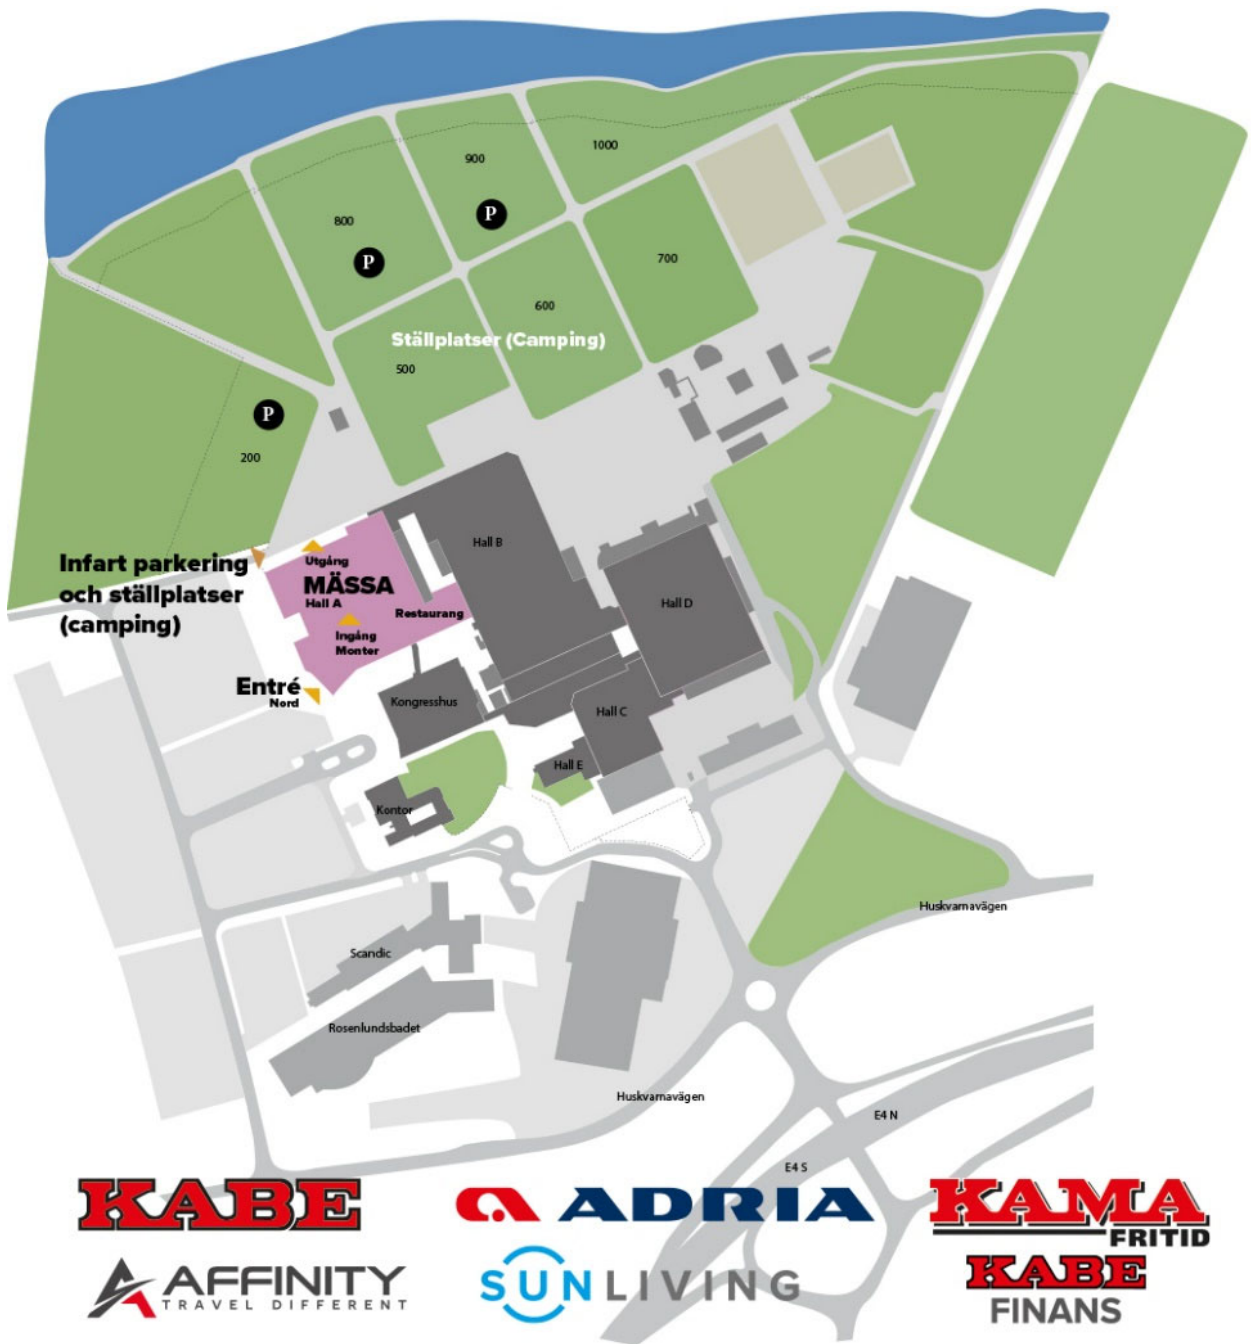 1000
900
P
800
P
700
600
Ställplatser (Camping)
500
P
200
Hall B
Infart parkering
och ställplatser
(camping)
Utgång
MÄSSA
Hall A
Restaurang
Ingång
Monter
Hall D
Entré
Nord
Kongresshus
Hall C
Hall E
Kontor
Huskvarnavägen
Scandic
Rosenlundsbadet
Huskvarnavägen
E4 N
E4 S
KABE
ADRIA
KAMA
FRITID
AFFINITY
TRAVEL DIFFERENT
SUNLIVING
KABE
FINANS